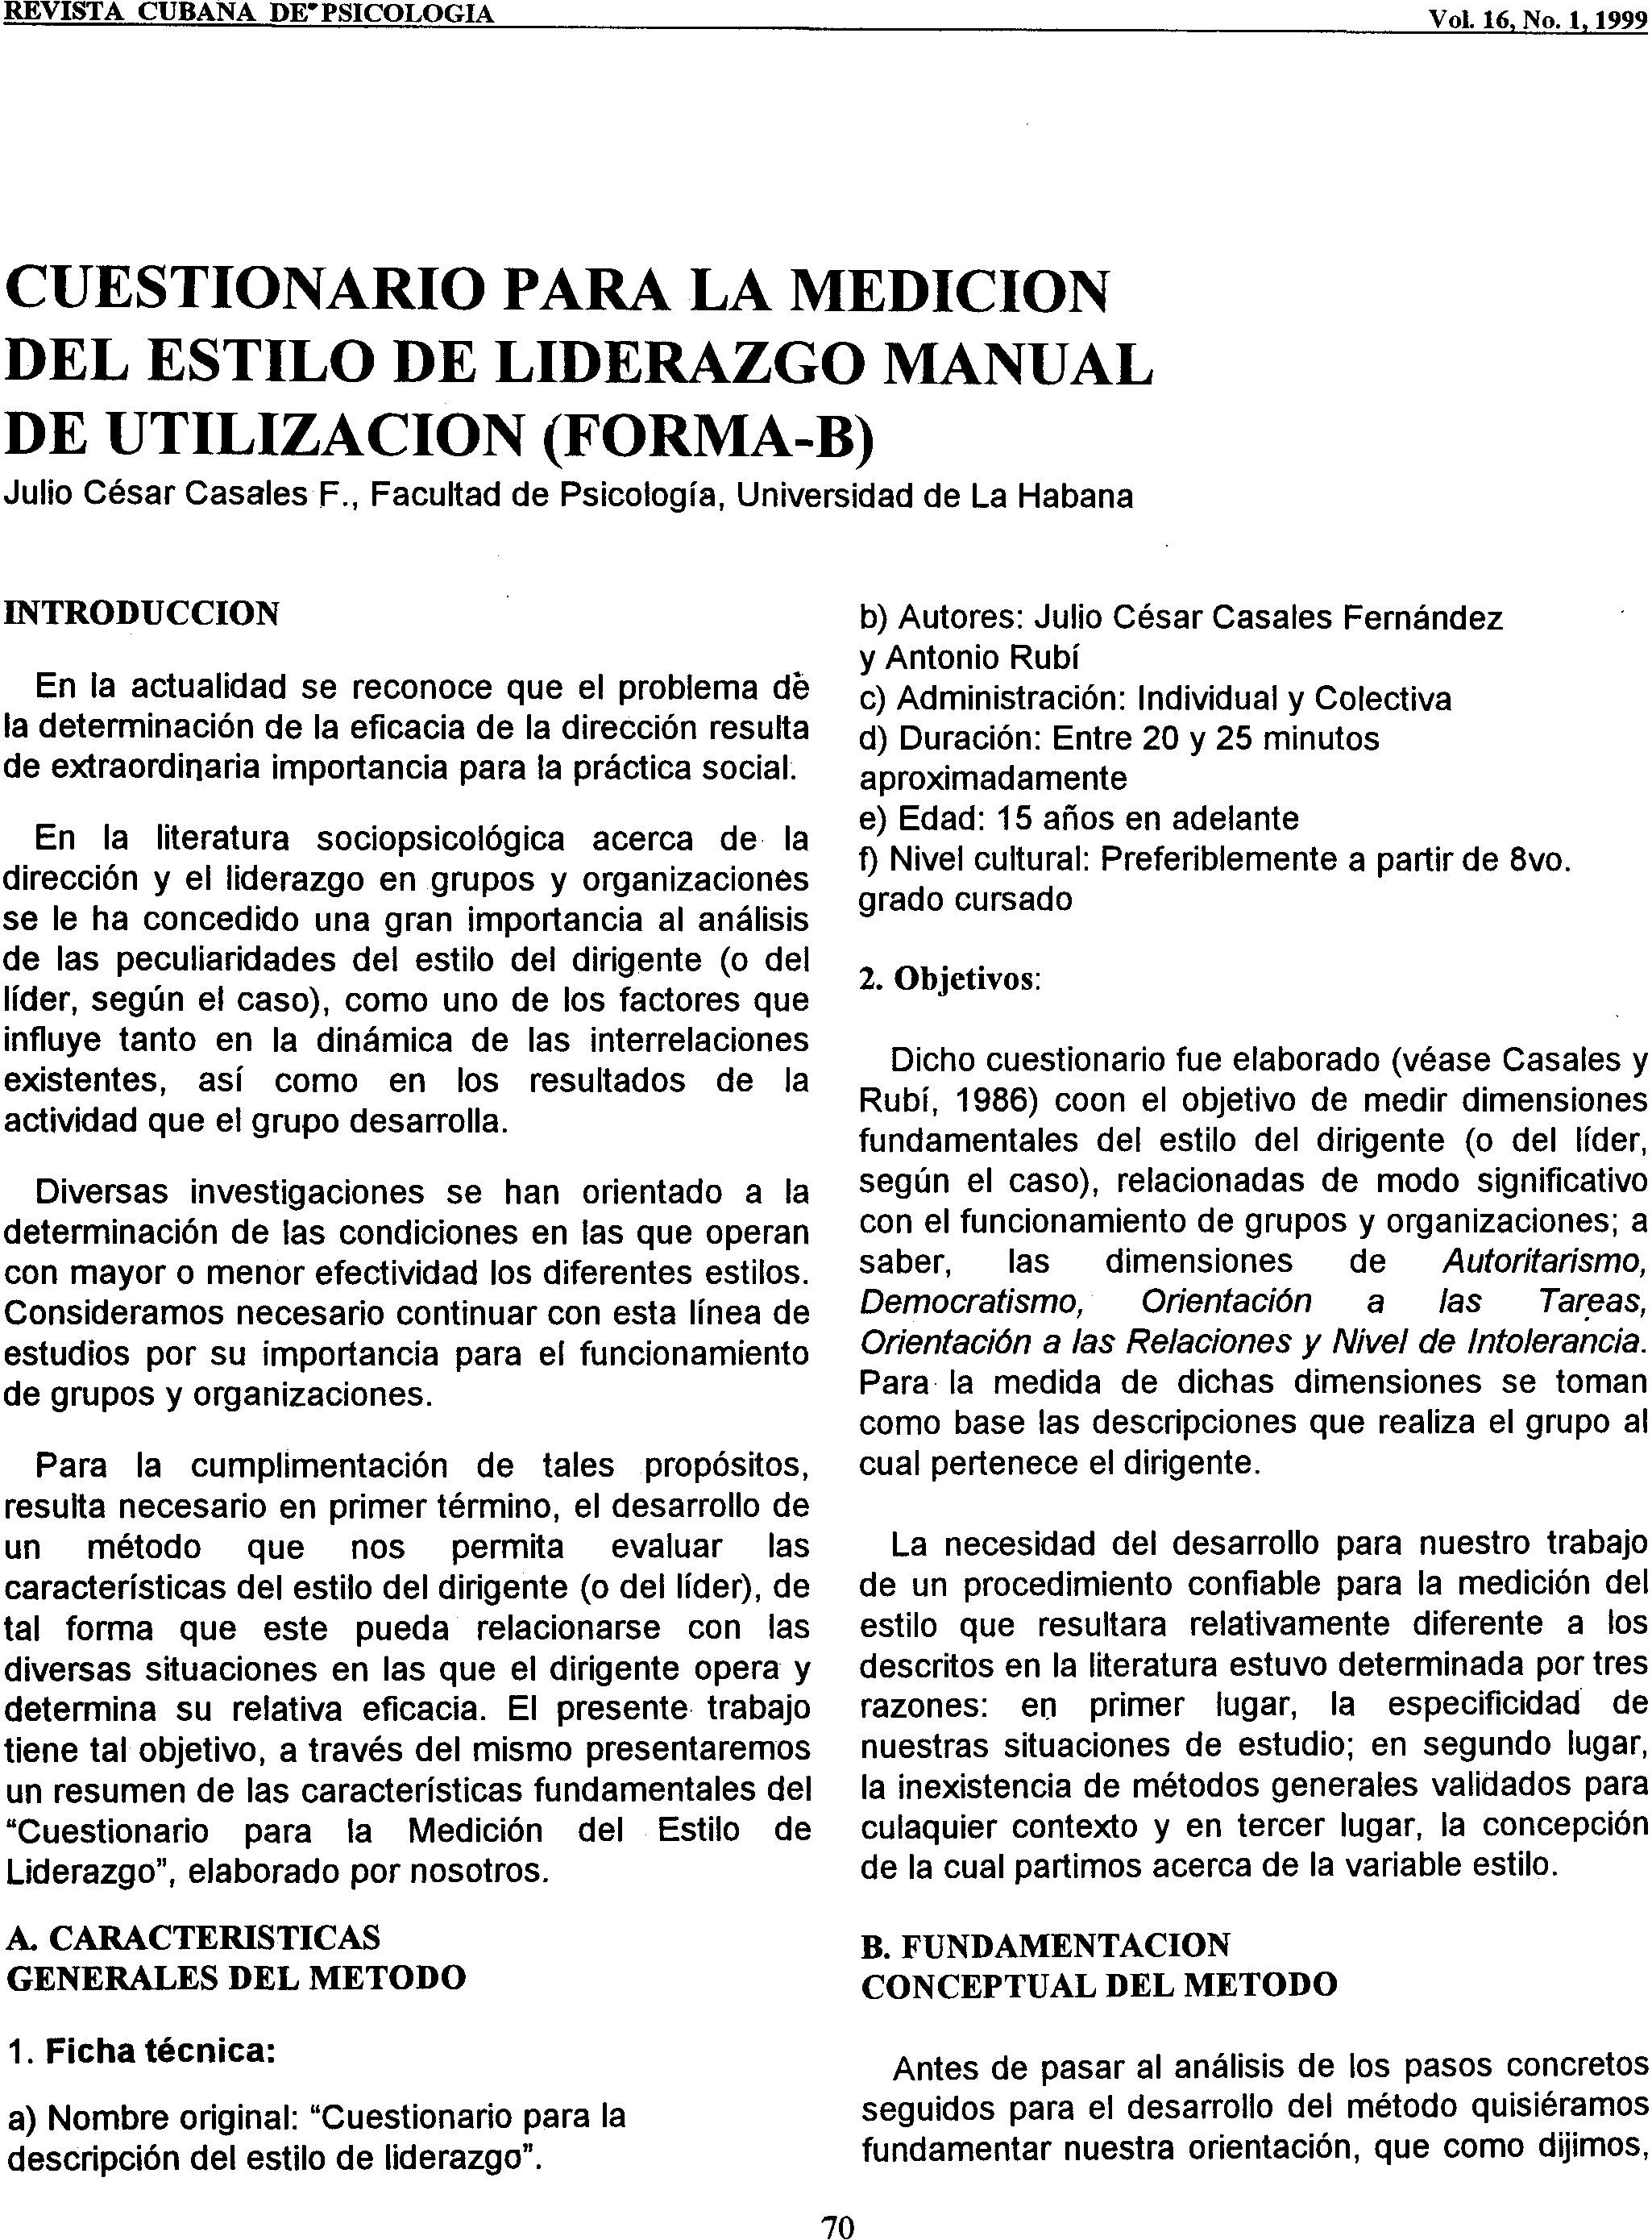 REVISTA CUBANA DE PSICOLOGIA
Vol. 16, No. 1, 1999
CUESTIONARIO PARA LA MEDICION
DEL ESTILO DE LIDERAZGO MANUAL
DE UTILIZACION (FORMA-B)
Julio César Casales F., Facultad de Psicología, Universidad de La Habana
INTRODUCCION
En la actualidad se reconoce que el problema de
la determinación de la eficacia de la dirección resulta
de extraordinaria importancia para la práctica social.
En la literatura sociopsicológica acerca de la
dirección y el liderazgo en grupos y organizaciones
se le ha concedido una gran importancia al análisis
de las peculiaridades del estilo del dirigente (o del
líder, según el caso), como uno de los factores que
influye tanto en la dinámica de las interrelaciones
existentes, así como en los resultados de la
actividad que el grupo desarrolla.
Diversas investigaciones se han orientado a la
determinación de las condiciones en las que operan
con mayor o menor efectividad los diferentes estilos.
Consideramos necesario continuar con esta línea de
estudios por su importancia para el funcionamiento
de grupos y organizaciones.
Para la cumplimentación de tales propósitos,
resulta necesario en primer término, el desarrollo de
un método que nos permita evaluar las
características del estilo del dirigente (o del líder), de
tal forma que este pueda relacionarse con las
diversas situaciones en las que el dirigente opera y
determina su relativa eficacia. El presente trabajo
tiene tal objetivo, a través del mismo presentaremos
un resumen de las características fundamentales del
“Cuestionario para la Medición del Estilo de
Liderazgo”, elaborado por nosotros.
A. CARACTERISTICAS
GENERALES DEL METODO
1. Ficha técnica:
a) Nombre original: “Cuestionario para la
descripción del estilo de liderazgo”.
b) Autores: Julio César Casales Fernández
y Antonio Rubí
c) Administración: Individual y Colectiva
d) Duración: Entre 20 y 25 minutos
aproximadamente
e) Edad: 15 años en adelante
f) Nivel cultural: Preferiblemente a partir de 8vo.
grado cursado
2. Objetivos:
Dicho cuestionario fue elaborado (véase Casales y
Rubí, 1986) coon el objetivo de medir dimensiones
fundamentales del estilo del dirigente (o del líder,
según el caso), relacionadas de modo significativo
con el funcionamiento de grupos y organizaciones; a
saber, las dimensiones de Autoritarismo,
Democratismo, Orientación a las Tareas,
Orientación a las Relaciones y Nivel de Intolerancia.
Para la medida de dichas dimensiones se toman
como base las descripciones que realiza el grupo al
cual pertenece el dirigente.
La necesidad del desarrollo para nuestro trabajo
de un procedimiento confiable para la medición del
estilo que resultara relativamente diferente a los
descritos en la literatura estuvo determinada por tres
razones: en primer lugar, la especificidad de
nuestras situaciones de estudio; en segundo lugar,
la inexistencia de métodos generales validados para
culaquier contexto y en tercer lugar, la concepción
de la cual partimos acerca de la variable estilo.
B. FUNDAMENTACION
CONCEPTUAL DEL METODO
Antes de pasar al análisis de los pasos concretos
seguidos para el desarrollo del método quisiéramos
fundamentar nuestra orientación, que como dijimos,
70